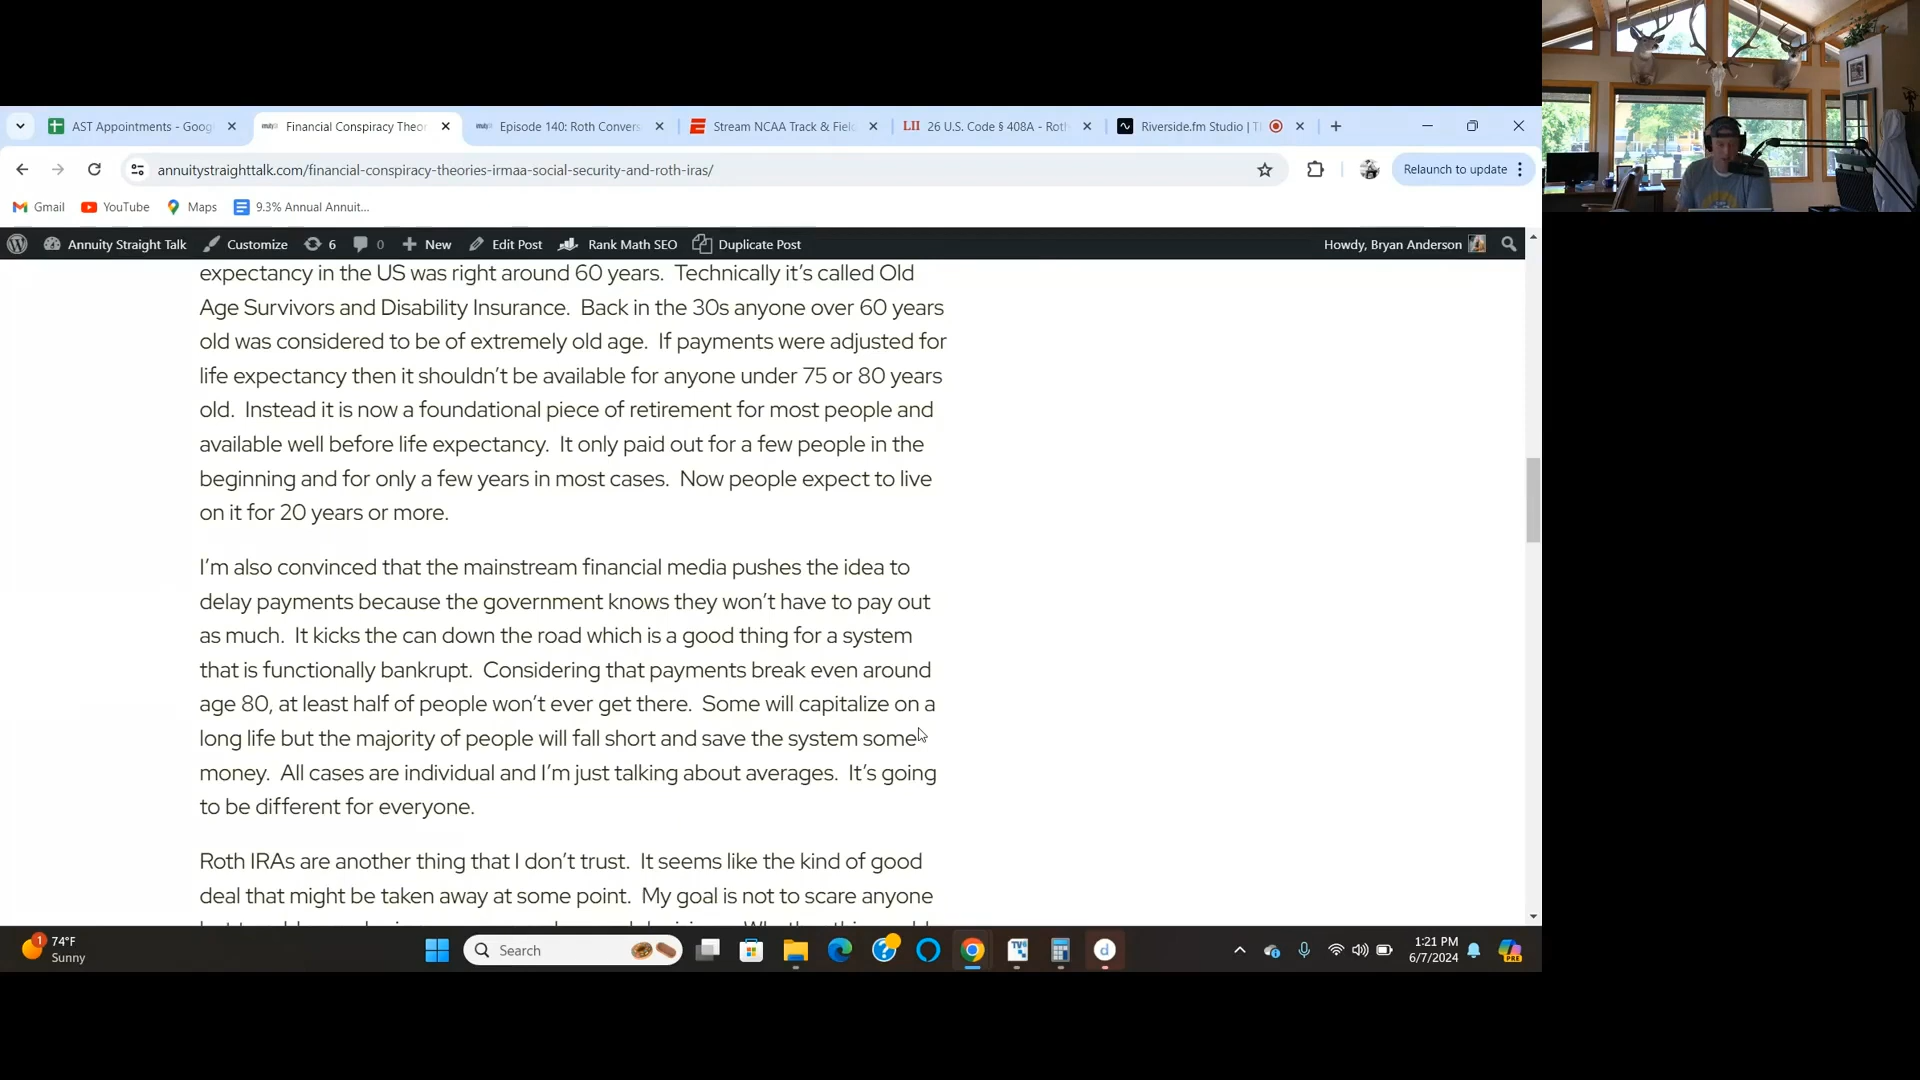 AST Appointments - Goog
Financial Conspiracy Theor
Episode 140: Roth Convers
Stream NCAA Track & Field
LII 26 U.S. Code § 408A - Roth
Riverside.fm Studio | T
annuitystraighttalk.com/financial-conspiracy-theories-irmaa-social-security-and-roth-iras/
Relaunch to update
Gmail
YouTube
Maps
9.3% Annual Annuit...
Annuity Straight Talk
Customize
6
0
New
Edit Post
Rank Math SEO
Duplicate Post
Howdy, Bryan Anderson
expectancy in the US was right around 60 years. Technically it's called Old
Age Survivors and Disability Insurance. Back in the 30s anyone over 60 years
old was considered to be of extremely old age. If payments were adjusted for
life expectancy then it shouldn't be available for anyone under 75 or 80 years
old. Instead it is now a foundational piece of retirement for most people and
available well before life expectancy. It only paid out for a few people in the
beginning and for only a few years in most cases. Now people expect to live
on it for 20 years or more.
I'm also convinced that the mainstream financial media pushes the idea to
delay payments because the government knows they won't have to pay out
as much. It kicks the can down the road which is a good thing for a system
that is functionally bankrupt. Considering that payments break even around
age 80, at least half of people won't ever get there. Some will capitalize on a
long life but the majority of people will fall short and save the system some
money. All cases are individual and I'm just talking about averages. It's going
to be different for everyone.
Roth IRAs are another thing that I don't trust. It seems like the kind of good
deal that might be taken away at some point. My goal is not to scare anyone
1
74°F
Sunny
Search
1:21 PM
6/7/2024